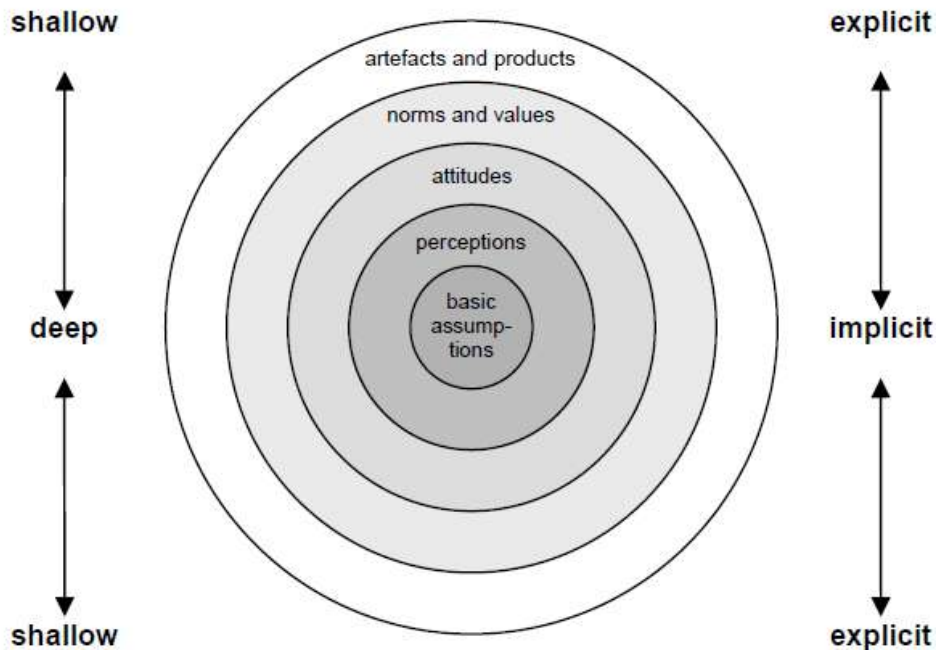 shallow
explicit
artefacts and products
norms and values
attitudes
perceptions
basic
assump-
tions
deep
implicit
shallow
explicit